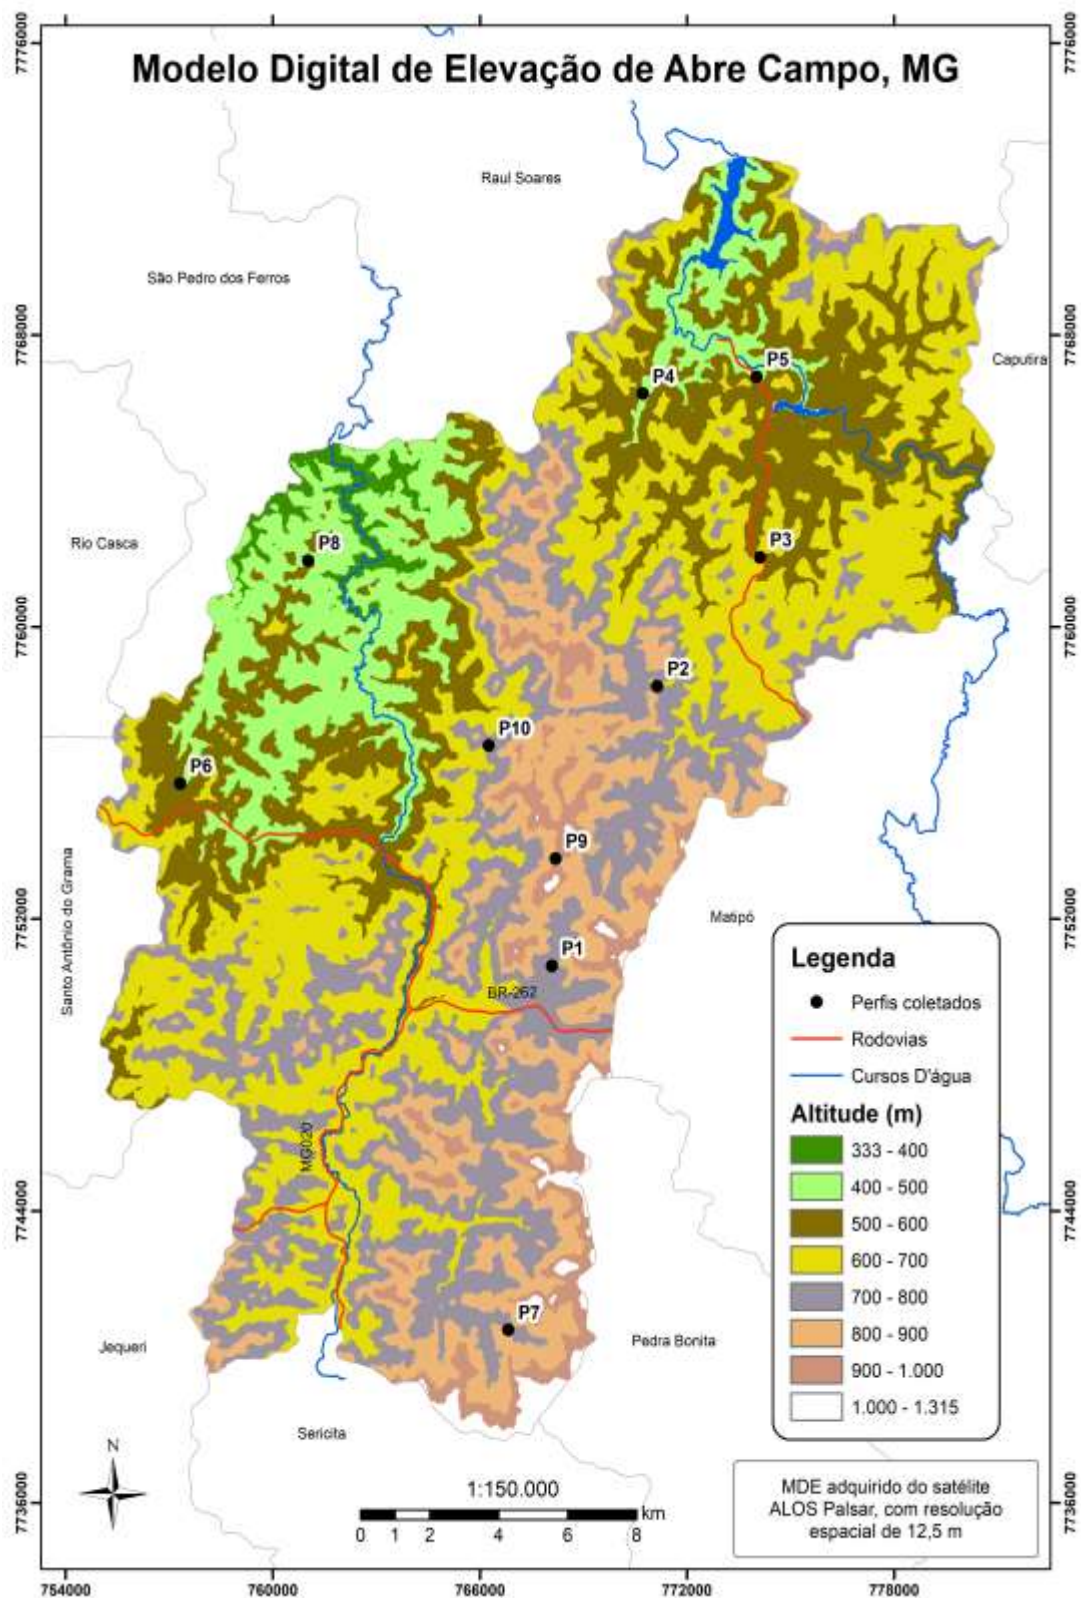 Modelo Digital de Elevação de Abre Campo, MG
7776000
7776000
Raul Soares
São Pedro dos Ferros
7768000
7768000
Caputira
P5
P4
Rio Casca
P8
P3
7760000
7760000
P2
P10
P6
P9
Santo Antônio do Grama
7752000
7752000
Matipó
P1
BR-262
Legenda
Perfis coletados
Rodovias
Cursos D'água
Altitude (m)
333 - 400
400 - 500
500 - 600
600 - 700
700 - 800
800 - 900
900 - 1.000
1.000 - 1.315
MG020
7744000
7744000
P7
Jequeri
Pedra Bonita
Sericita
N
1:150.000
km
0 1 2 4 6 8
MDE adquirido do satélite
ALOS Palsar, com resolução
espacial de 12,5 m
7736000
7736000
754000 760000 766000 772000 778000